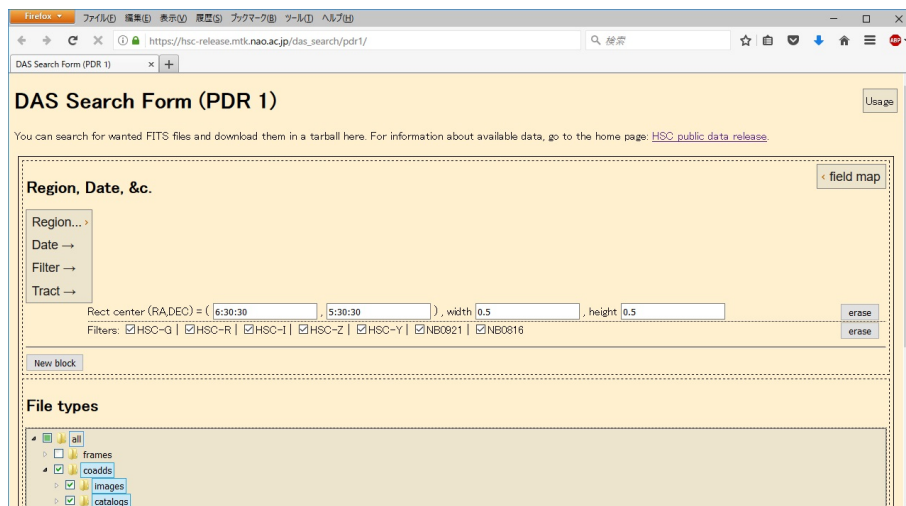 Firefox ファイル(F) 編集(E) 表示(V) 履歴(S) ブックマーク(B) ツール(T) ヘルプ(H)
https://hsc-release.mtk.nao.ac.jp/das_search/pdr1/ 検索 ABP
DAS Search Form (PDR 1) × +
DAS Search Form (PDR 1) Usage
You can search for wanted FITS files and download them in a tarball here. For information about available data, go to the home page: HSC public data release.
Region, Date, &c. ‹ field map
Region... ›
Date →
Filter →
Tract →
Rect center (RA,DEC) = ( 6:30:30 , 5:30:30 ) , width 0.5 , height 0.5 erase
Filters: HSC-G | HSC-R | HSC-I | HSC-Z | HSC-Y | NB0921 | NB0816 erase
New block
File types
all
frames
coadds
images
catalogs